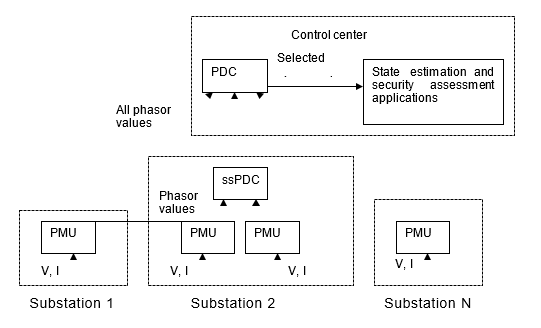 Control center
Selected
PDC
State estimation and
security assessment
applications
All phasor
values
ssPDC
Phasor
values
PMU
PMU
PMU
PMU
V, I
V, I
V, I
V, I
Substation 1
Substation 2
Substation N